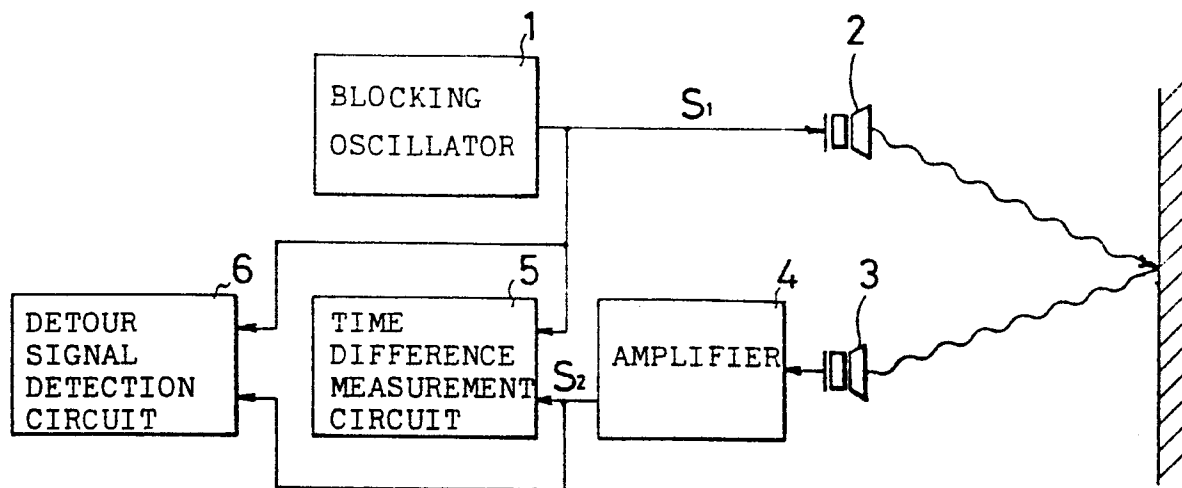 1
BLOCKING
OSCILLATOR
S1
2
6
DETOUR
SIGNAL
DETECTION
CIRCUIT
5
TIME
DIFFERENCE
MEASUREMENT
CIRCUIT
S2
4
AMPLIFIER
3